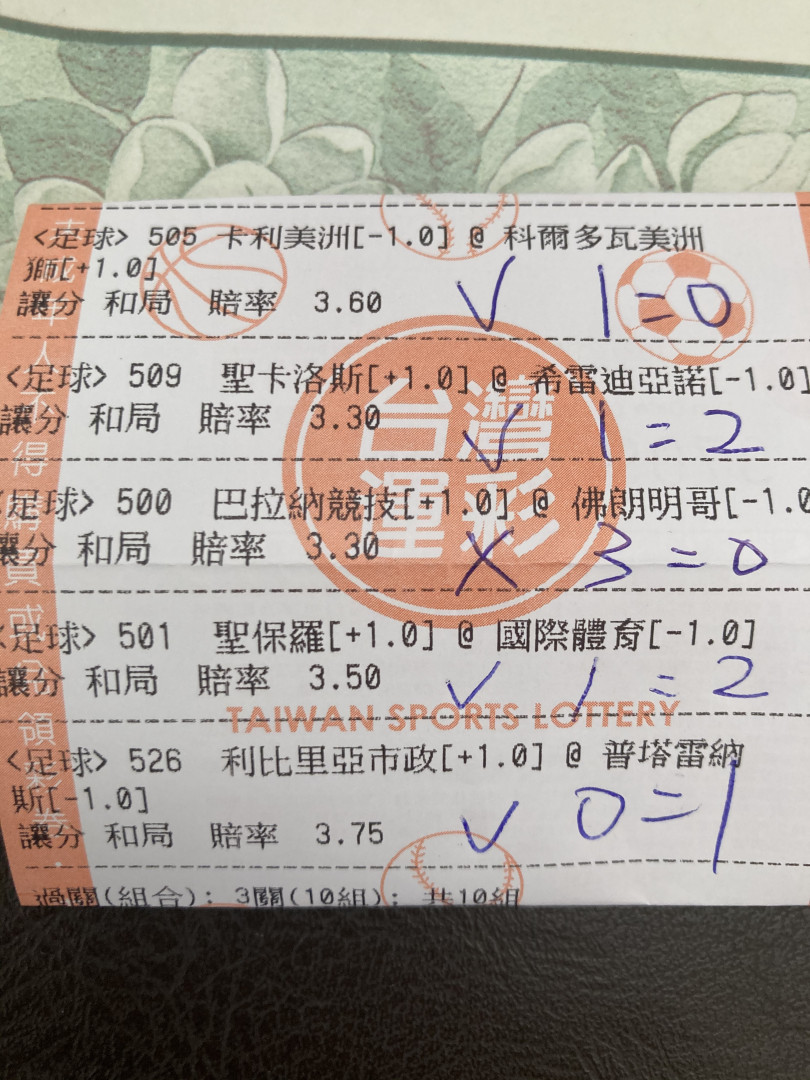 <足球> 505 卡利美洲[-1.0] @ 科爾多瓦美洲
獅[+1.0]
讓分 和局 賠率 3.60 ✓ 1=0
<足球> 509 聖卡洛斯[+1.0] @ 希雷迪亞諾[-1.0]
讓分 和局 賠率 3.30 ✓ 1=2
足球> 500 巴拉納競技[+1.0] @ 佛朗明哥[-1.0
讓分 和局 賠率 3.30 ✗ 3=0
<足球> 501 聖保羅[+1.0] @ 國際體育[-1.0]
讓分 和局 賠率 3.50 ✓ 1=2
<足球> 526 利比里亞市政[+1.0] @ 普塔雷納
斯[-1.0]
讓分 和局 賠率 3.75 ✓ 0=1
過關(組合): 3關(10組); 共10組
台灣
運彩
TAIWAN SPORTS LOTTERY